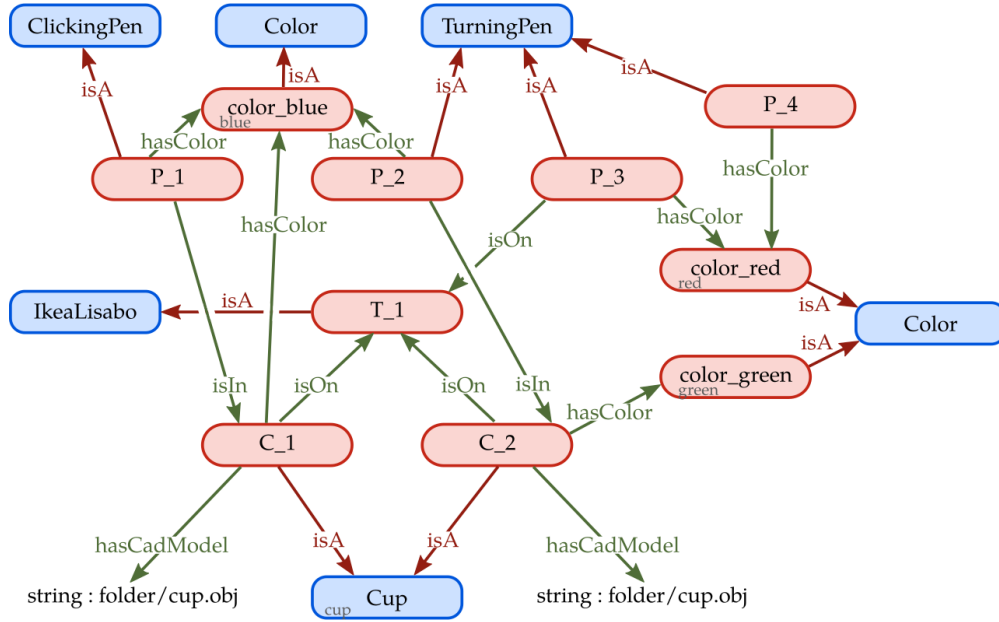 ClickingPen
Color
TurningPen
isA
isA
isA
isA
isA
color_blue
blue
P_4
hasColor
hasColor
hasColor
P_1
P_2
P_3
hasColor
hasColor
isOn
color_red
red
IkeaLisabo
isA
T_1
isA
Color
isA
color_green
green
isIn
isOn
isOn
isIn
hasColor
C_1
C_2
hasCadModel
isA
isA
hasCadModel
string : folder/cup.obj
Cup
cup
string : folder/cup.obj